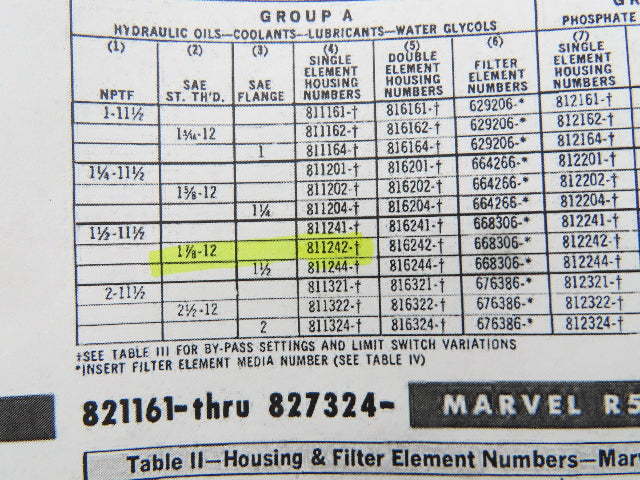 GROUP A
HYDRAULIC OILS—COOLANTS—LUBRICANTS—WATER GLYCOLS
PHOSPHATE
(1) (2) (3) (4) (5) (6) (7)
NPTF SAE ST. TH'D. SAE FLANGE SINGLE ELEMENT HOUSING NUMBERS DOUBLE ELEMENT HOUSING NUMBERS FILTER ELEMENT NUMBERS SINGLE ELEMENT HOUSING NUMBERS
1-11½ 811161-† 816161-† 629206-* 812161-†
1⁵⁄₁₆-12 811162-† 816162-† 629206-* 812162-†
1 811164-† 816164-† 629206-* 812164-†
1¼-11½ 811201-† 816201-† 664266-* 812201-†
1⅝-12 811202-† 816202-† 664266-* 812202-†
1¼ 811204-† 816204-† 664266-* 812204-†
1½-11½ 811241-† 816241-† 668306-* 812241-†
1⅞-12 811242-† 816242-† 668306-* 812242-†
1½ 811244-† 816244-† 668306-* 812244-†
2-11½ 811321-† 816321-† 676386-* 812321-†
2½-12 811322-† 816322-† 676386-* 812322-†
2 811324-† 816324-† 676386-* 812324-†
†SEE TABLE III FOR BY-PASS SETTINGS AND LIMIT SWITCH VARIATIONS
*INSERT FILTER ELEMENT MEDIA NUMBER (SEE TABLE IV)
821161-thru 827324- MARVEL R5
Table II—Housing & Filter Element Numbers—Mar